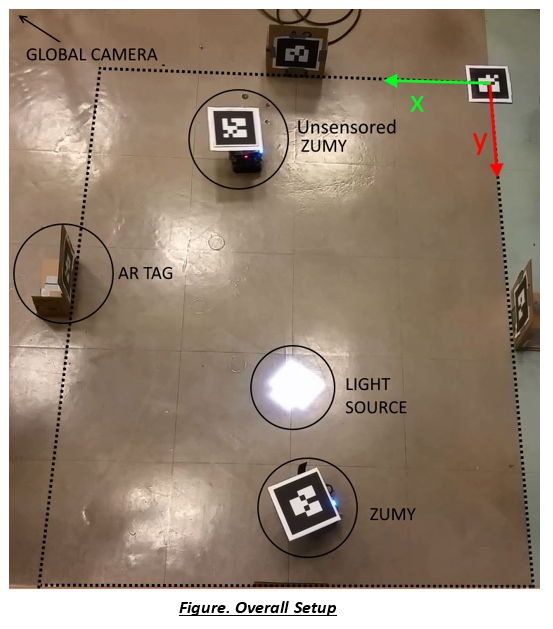 GLOBAL CAMERA
x
y
Unsensored
ZUMY
AR TAG
LIGHT
SOURCE
ZUMY
Figure. Overall Setup